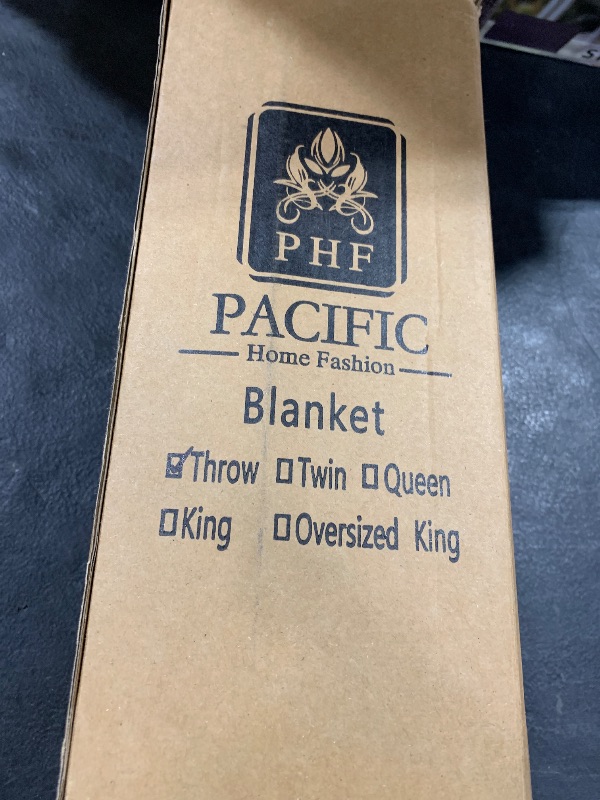 PHF
PACIFIC
Home Fashion
Blanket
☑Throw ☐Twin ☐Queen
☐King ☐Oversized King